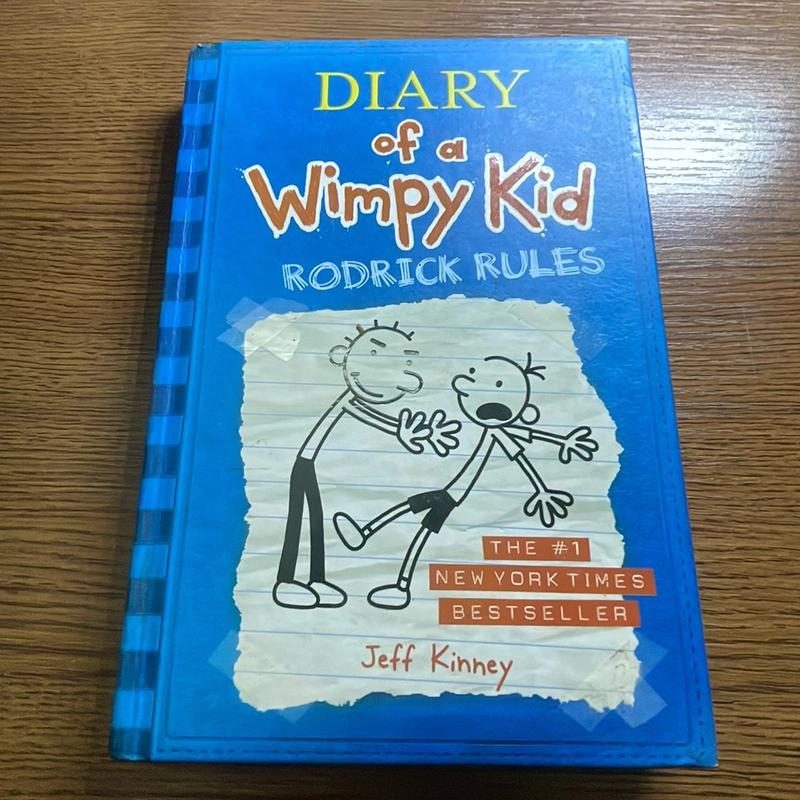 DIARY
of a
Wimpy Kid
RODRICK RULES
THE #1
NEW YORK TIMES
BESTSELLER
Jeff Kinney